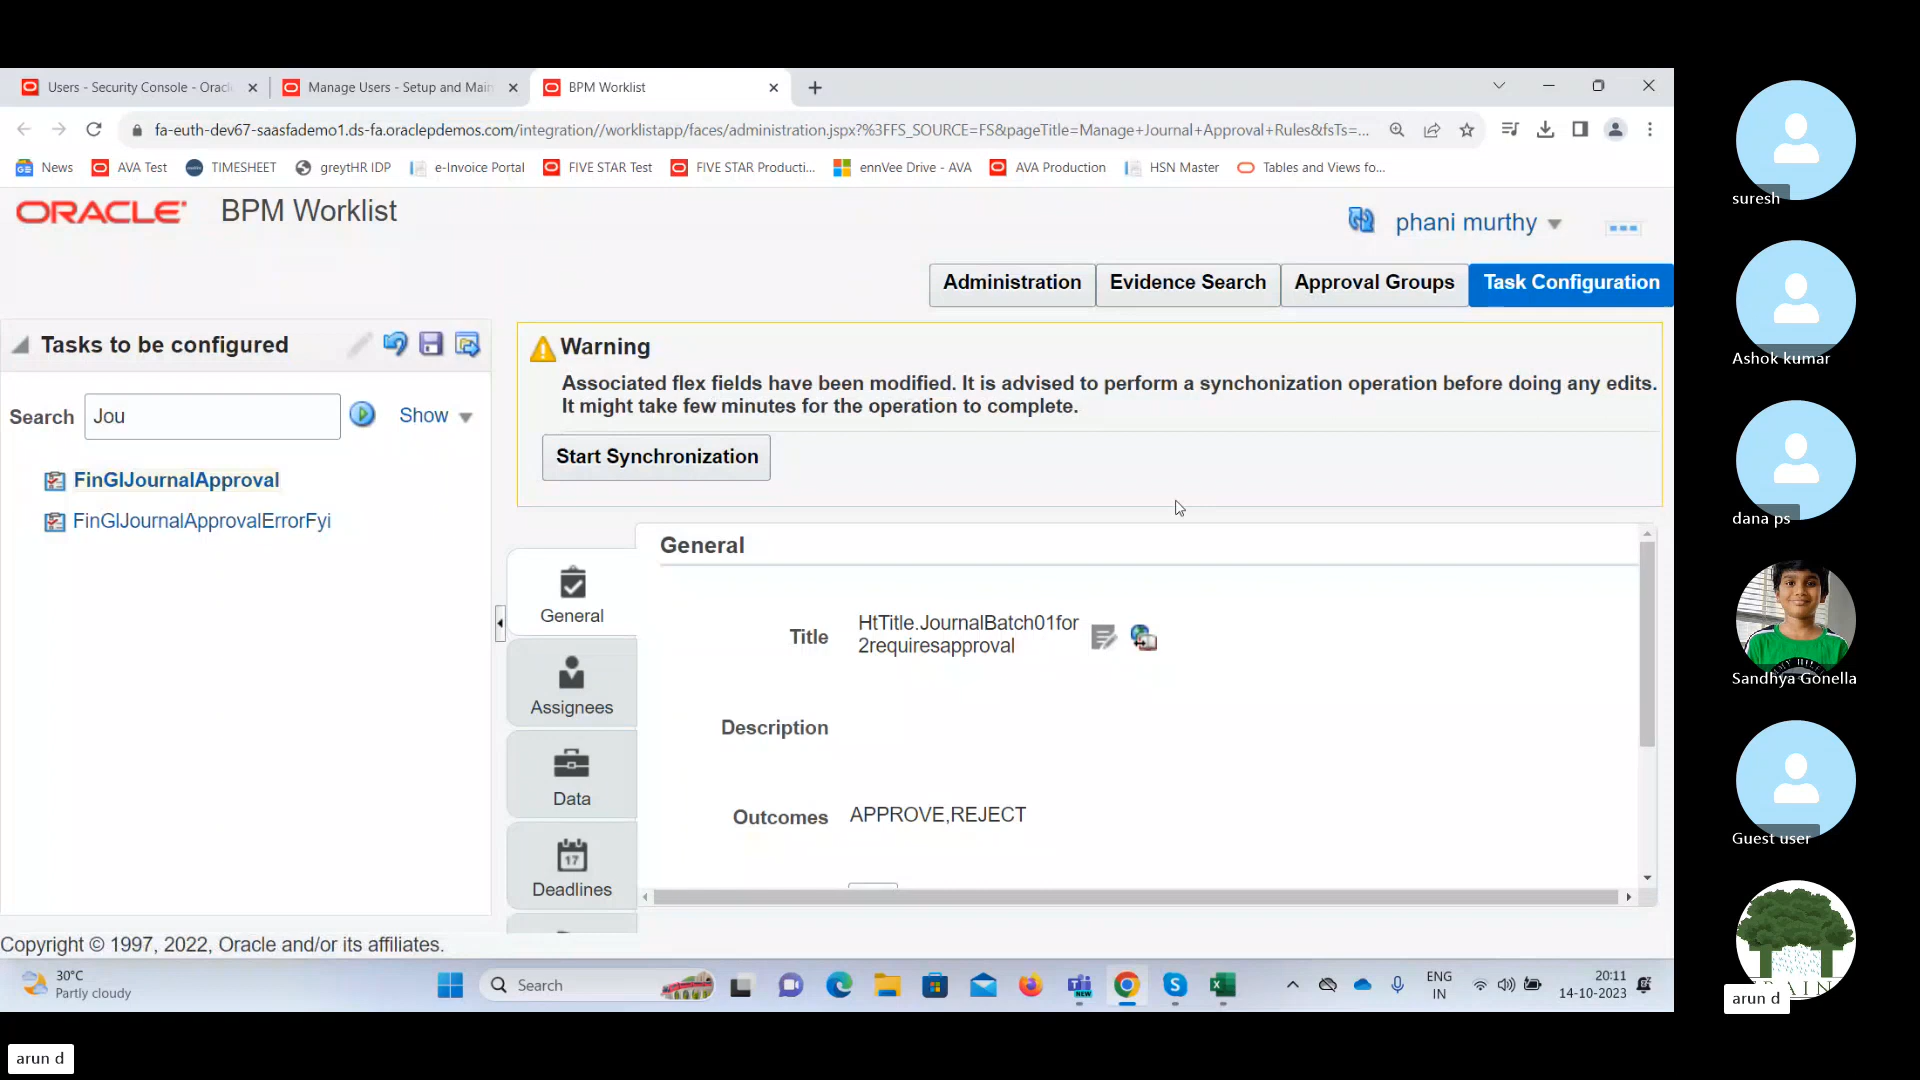 Users - Security Console - Oracl
Manage Users - Setup and Main
BPM Worklist
fa-euth-dev67-saasfademo1.ds-fa.oraclepdemos.com/integration//worklistapp/faces/administration.jspx?%3FFS_SOURCE=FS&pageTitle=Manage+Journal+Approval+Rules&fsTs=...
News
AVA Test
TIMESHEET
greytHR IDP
e-Invoice Portal
FIVE STAR Test
FIVE STAR Producti...
ennVee Drive - AVA
AVA Production
HSN Master
Tables and Views fo...
ORACLE
BPM Worklist
phani murthy
Administration
Evidence Search
Approval Groups
Task Configuration
Tasks to be configured
Search
Jou
Show
FinGlJournalApproval
FinGlJournalApprovalErrorFyi
Warning
Associated flex fields have been modified. It is advised to perform a synchonization operation before doing any edits.
It might take few minutes for the operation to complete.
Start Synchronization
General
Assignees
Data
Deadlines
General
Title
HtTitle.JournalBatch01for
2requiresapproval
Description
Outcomes
APPROVE,REJECT
Copyright © 1997, 2022, Oracle and/or its affiliates.
30°C
Partly cloudy
Search
ENG
IN
20:11
14-10-2023
suresh
Ashok kumar
dana ps
Sandhya Gonella
Guest user
arun d
arun d